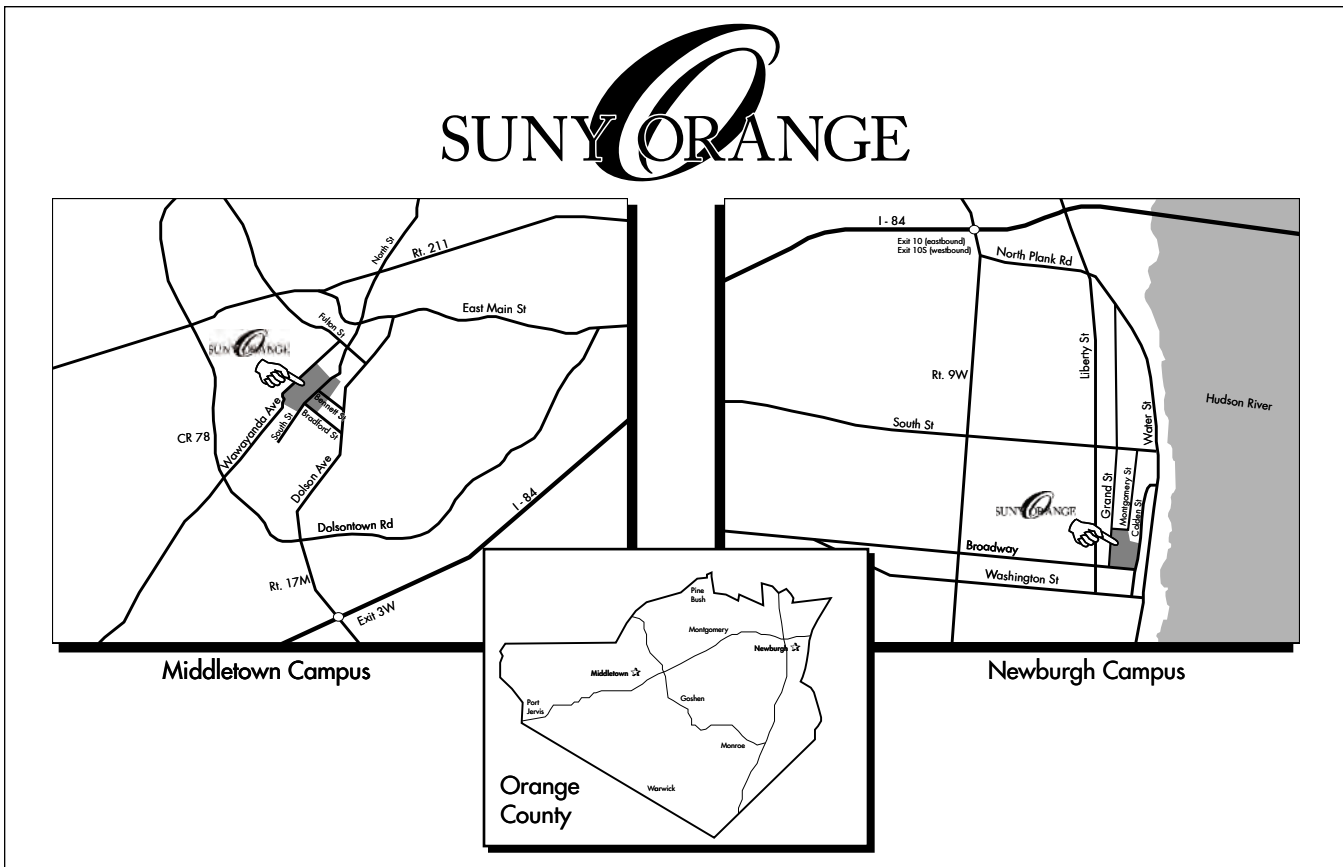 SUNY ORANGE
North St
Rt. 211
East Main St
Fulton St
SUNY ORANGE
Bennett St
Bradford St
South St
Wawayanda Ave
CR 78
Dolson Ave
I - 84
Dolsontown Rd
Rt. 17M
Exit 3W
Middletown Campus
I - 84
Exit 10 (eastbound)
Exit 10S (westbound)
North Plank Rd
Liberty St
Rt. 9W
Hudson River
Water St
South St
Grand St
Montgomery St
Colden St
SUNY ORANGE
Broadway
Washington St
Newburgh Campus
Pine
Bush
Montgomery
Newburgh
Middletown
Port
Jervis
Goshen
Monroe
Warwick
Orange
County